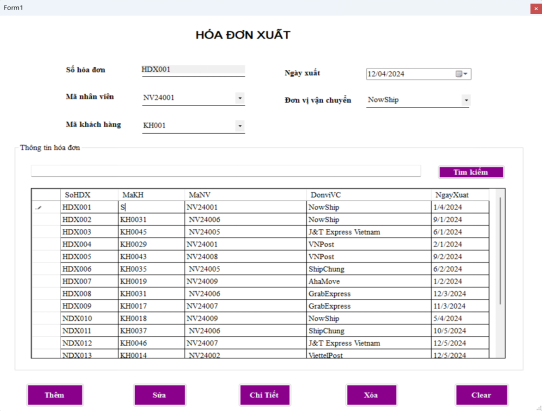 Form1
HÓA ĐƠN XUẤT
Số hóa đơn HDX001 Ngày xuất 12/04/2024
Mã nhân viên NV24001 Đơn vị vận chuyển NowShip
Mã khách hàng KH001
Thông tin hóa đơn
Tìm kiếm
SoHDX MaKH MaNV DonviVC NgayXuat
HDX001 S NV24001 NowShip 1/4/2024
HDX002 KH0031 NV24006 NowShip 9/1/2024
HDX003 KH0045 NV24005 J&T Express Vietnam 6/1/2024
HDX004 KH0029 NV24001 VNPost 2/1/2024
HDX005 KH0043 NV24008 VNPost 9/2/2024
HDX006 KH0035 NV24005 ShipChung 6/2/2024
HDX007 KH0019 NV24009 AhaMove 1/2/2024
HDX008 KH0031 NV24006 GrabExpress 12/3/2024
HDX009 KH0017 NV24007 GrabExpress 11/3/2024
NDX010 KH0018 NV24009 NowShip 5/4/2024
NDX011 KH0037 NV24006 ShipChung 10/5/2024
NDX012 KH0046 NV24007 J&T Express Vietnam 12/5/2024
NDX013 KH0014 NV24002 ViettelPost 12/5/2024
Thêm Sửa Chi Tiết Xóa Clear